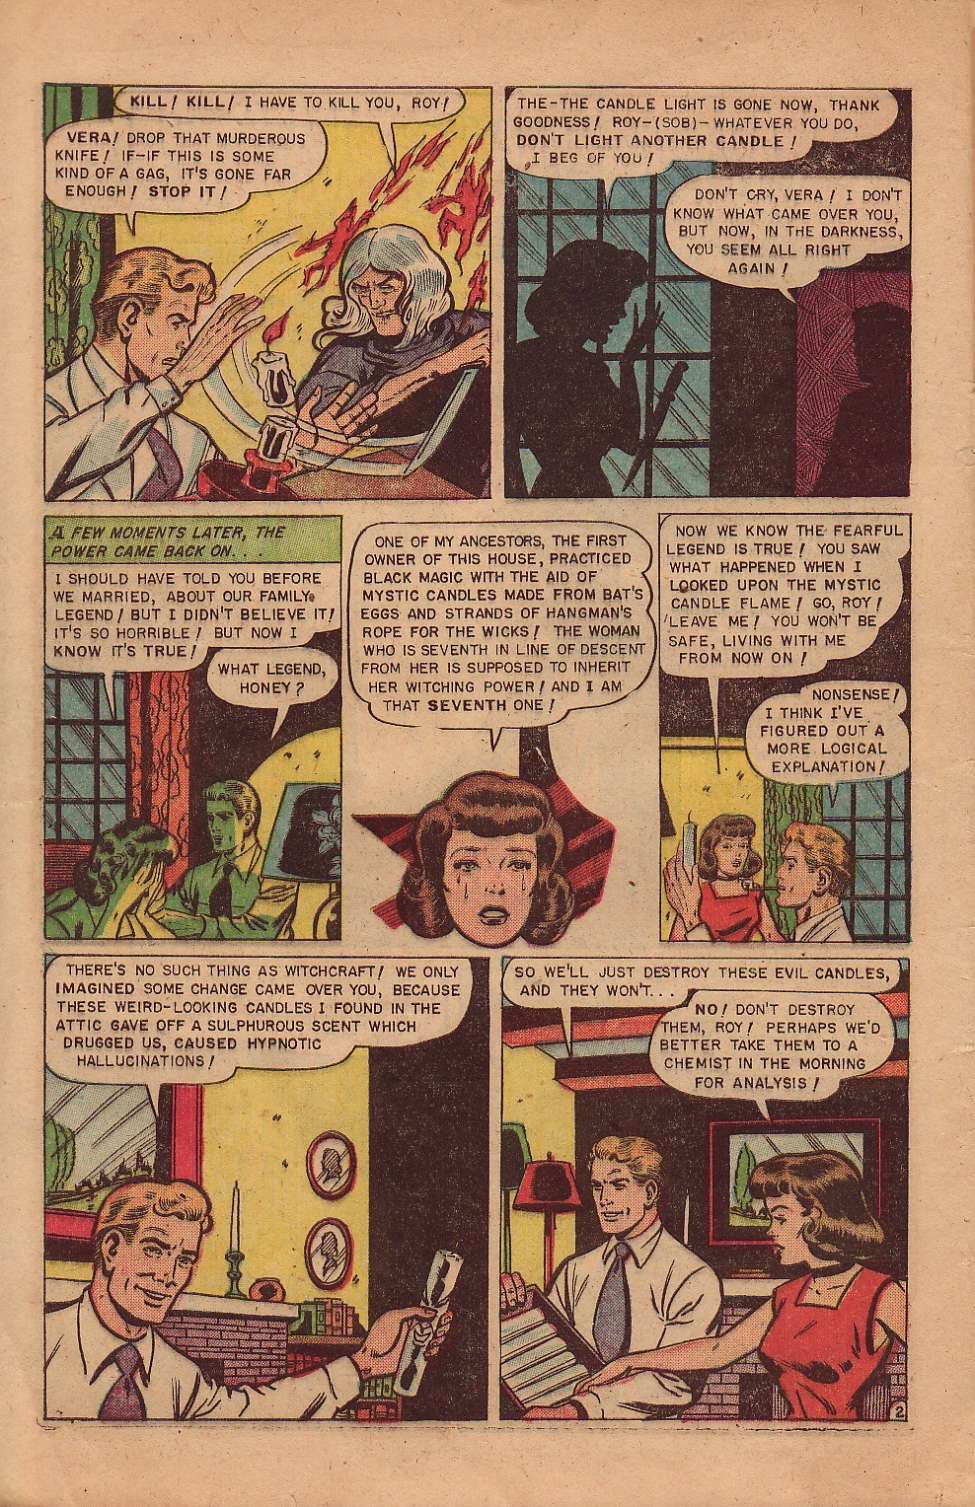 KILL! KILL! I HAVE TO KILL YOU, ROY!
VERA! DROP THAT MURDEROUS
KNIFE! IF-IF THIS IS SOME
KIND OF A GAG, IT'S GONE FAR
ENOUGH! STOP IT!
THE-THE CANDLE LIGHT IS GONE NOW, THANK
GOODNESS! ROY-(SOB)-WHATEVER YOU DO,
DON'T LIGHT ANOTHER CANDLE!
I BEG OF YOU!
DON'T CRY, VERA! I DON'T
KNOW WHAT CAME OVER YOU,
BUT NOW, IN THE DARKNESS,
YOU SEEM ALL RIGHT
AGAIN!
A FEW MOMENTS LATER, THE
POWER CAME BACK ON...
I SHOULD HAVE TOLD YOU BEFORE
WE MARRIED, ABOUT OUR FAMILY
LEGEND! BUT I DIDN'T BELIEVE IT!
IT'S SO HORRIBLE! BUT NOW I
KNOW IT'S TRUE!
WHAT LEGEND,
HONEY?
ONE OF MY ANCESTORS, THE FIRST
OWNER OF THIS HOUSE, PRACTICED
BLACK MAGIC WITH THE AID OF
MYSTIC CANDLES MADE FROM BAT'S
EGGS AND STRANDS OF HANGMAN'S
ROPE FOR THE WICKS! THE WOMAN
WHO IS SEVENTH IN LINE OF DESCENT
FROM HER IS SUPPOSED TO INHERIT
HER WITCHING POWER! AND I AM
THAT SEVENTH ONE!
NOW WE KNOW THE FEARFUL
LEGEND IS TRUE! YOU SAW
WHAT HAPPENED WHEN I
LOOKED UPON THE MYSTIC
CANDLE FLAME! GO, ROY!
LEAVE ME! YOU WON'T BE
SAFE, LIVING WITH ME
FROM NOW ON!
NONSENSE!
I THINK I'VE
FIGURED OUT A
MORE LOGICAL
EXPLANATION!
THERE'S NO SUCH THING AS WITCHCRAFT! WE ONLY
IMAGINED SOME CHANGE CAME OVER YOU, BECAUSE
THESE WEIRD-LOOKING CANDLES I FOUND IN THE
ATTIC GAVE OFF A SULPHUROUS SCENT WHICH
DRUGGED US, CAUSED HYPNOTIC
HALLUCINATIONS!
SO WE'LL JUST DESTROY THESE EVIL CANDLES,
AND THEY WON'T...
NO! DON'T DESTROY
THEM, ROY! PERHAPS WE'D
BETTER TAKE THEM TO A
CHEMIST IN THE MORNING
FOR ANALYSIS!
2